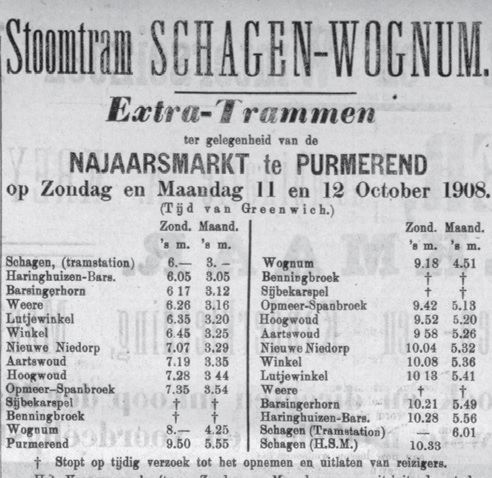 Stoomtram SCHAGEN-WOGNUM.
Extra-Trammen
ter gelegenheid van de
NAJAARSMARKT te PURMEREND
op Zondag en Maandag 11 en 12 October 1908.
(Tijd van Greenwich.)
Zond. Maand.
's m. 's m.
Schagen, (tramstation) 6.— 3.—
Haringhuizen-Bars. 6.05 3.05
Barsingerhorn 6 17 3.12
Weere 6.26 3,16
Lutjewinkel 6.35 3.20
Winkel 6.45 3.25
Nieuwe Niedorp 7.07 3.29
Aartswoud 7.19 3.35
Hoogwoud 7.28 3 44
Opmeer-Spanbroek 7.35 3.54
Sijbekarspel † †
Benningbroek † †
Wognum 8.— 4.25
Purmerend 9.50 5.55
Zond. Maand.
's m. 's m.
Wognum 9.18 4.51
Benningbroek † †
Sijbekarspel † †
Opmeer-Spanbroek 9.42 5.13
Hoogwoud 9.52 5.20
Aartswoud 9 58 5.26
Nieuwe Niedorp 10.04 5.32
Winkel 10.08 5.36
Lutjewinkel 10 13 5.41
Weere † †
Barsingerhorn 10.21 5.49
Haringhuizen-Bars. 10.28 5.56
Schagen (Tramstation) — 6.01
Schagen (H.S.M.) 10.33
† Stopt op tijdig verzoek tot het opnemen en uitlaten van reizigers.